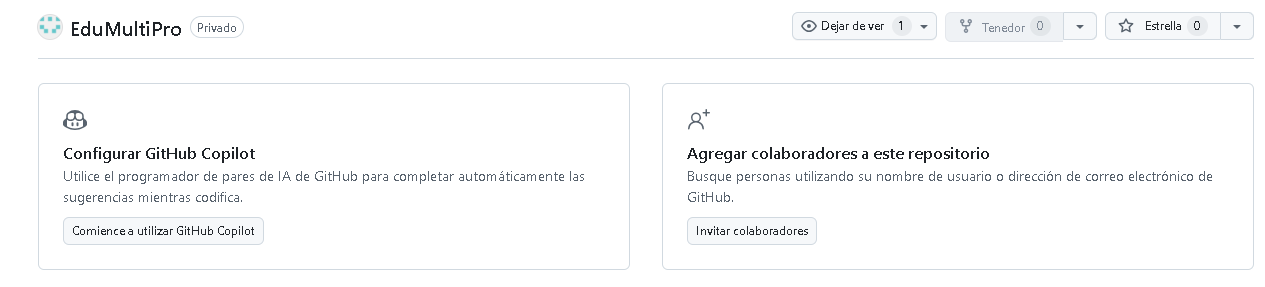 EduMultiPro Privado Dejar de ver 1 Tenedor 0 Estrella 0
Configurar GitHub Copilot
Utilice el programador de pares de IA de GitHub para completar automáticamente las
sugerencias mientras codifica.
Comience a utilizar GitHub Copilot
Agregar colaboradores a este repositorio
Busque personas utilizando su nombre de usuario o dirección de correo electrónico de
GitHub.
Invitar colaboradores